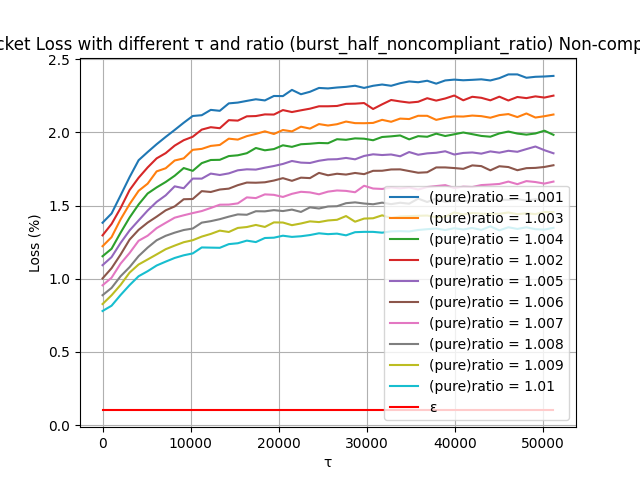 cket Loss with different τ and ratio (burst_half_noncompliant_ratio) Non-comp
2.5
2.0
1.5
1.0
0.5
0.0
Loss (%)
(pure)ratio = 1.001
(pure)ratio = 1.003
(pure)ratio = 1.004
(pure)ratio = 1.002
(pure)ratio = 1.005
(pure)ratio = 1.006
(pure)ratio = 1.007
(pure)ratio = 1.008
(pure)ratio = 1.009
(pure)ratio = 1.01
ε
0 10000 20000 30000 40000 50000
τ